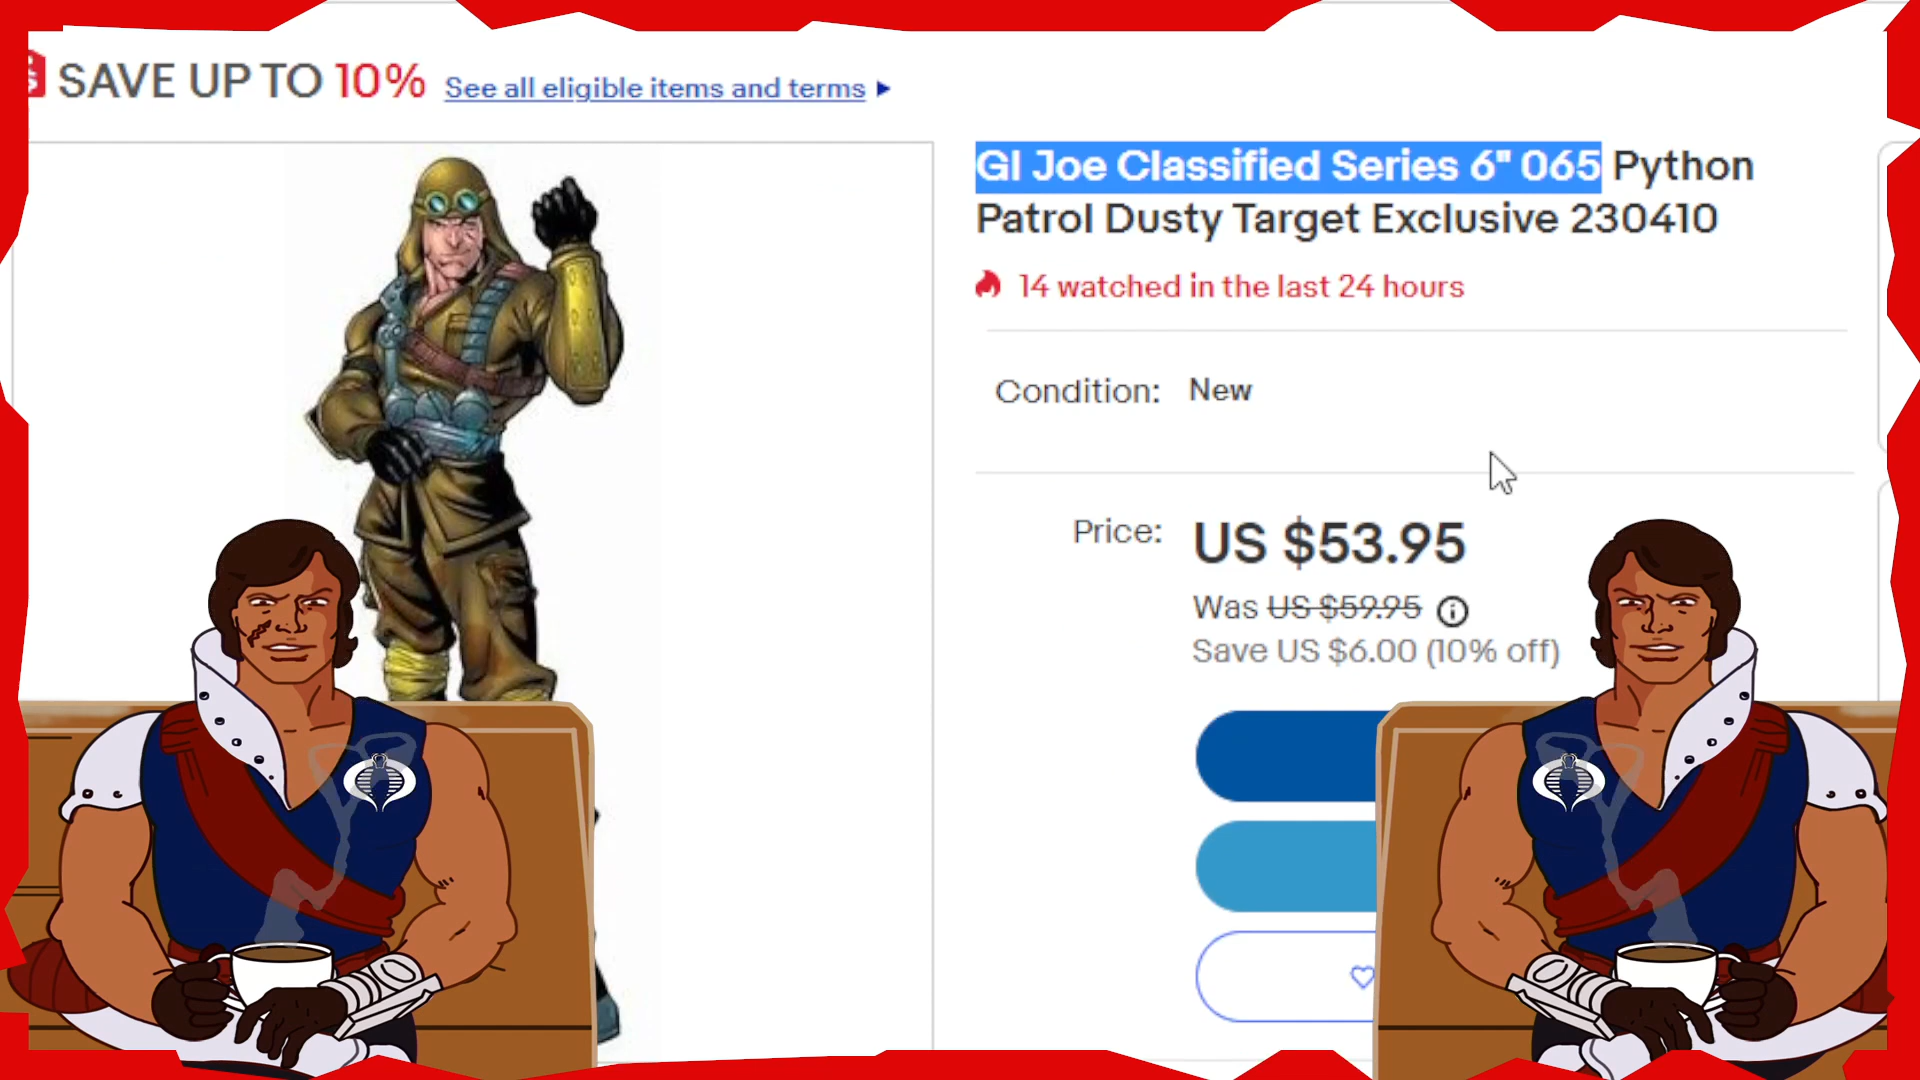 SAVE UP TO 10% See all eligible items and terms
GI Joe Classified Series 6" 065 Python
Patrol Dusty Target Exclusive 230410
14 watched in the last 24 hours
Condition: New
Price: US $53.95
Was US $59.95
Save US $6.00 (10% off)